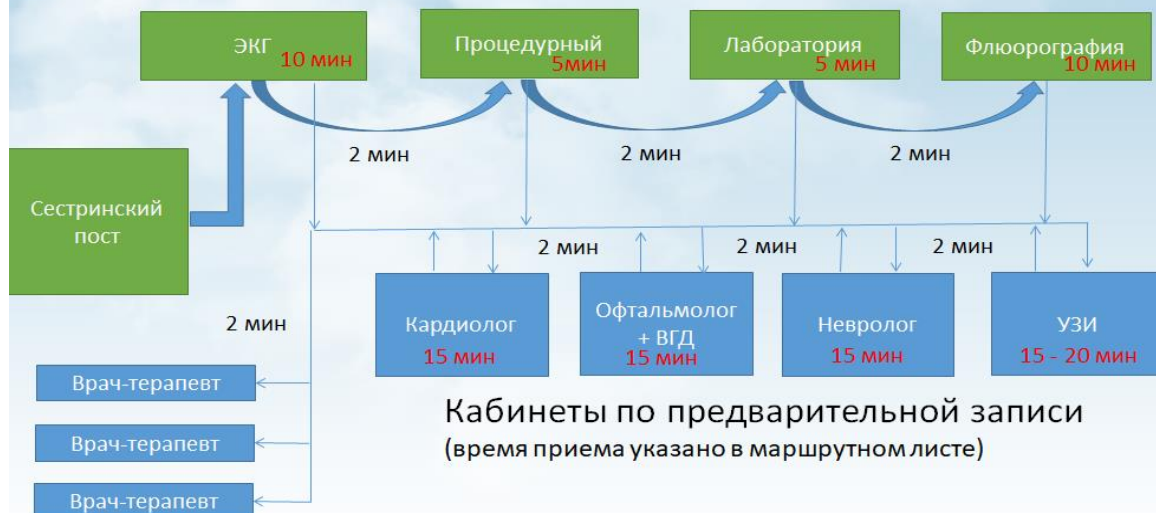 ЭКГ
10 мин
Процедурный
5мин
Лаборатория
5 мин
Флюорография
10 мин
2 мин
2 мин
2 мин
Сестринский
пост
2 мин
2 мин
2 мин
2 мин
Кардиолог
15 мин
Офтальмолог
+ ВГД
15 мин
Невролог
15 мин
УЗИ
15 - 20 мин
Врач-терапевт
Врач-терапевт
Врач-терапевт
Кабинеты по предварительной записи
(время приема указано в маршрутном листе)